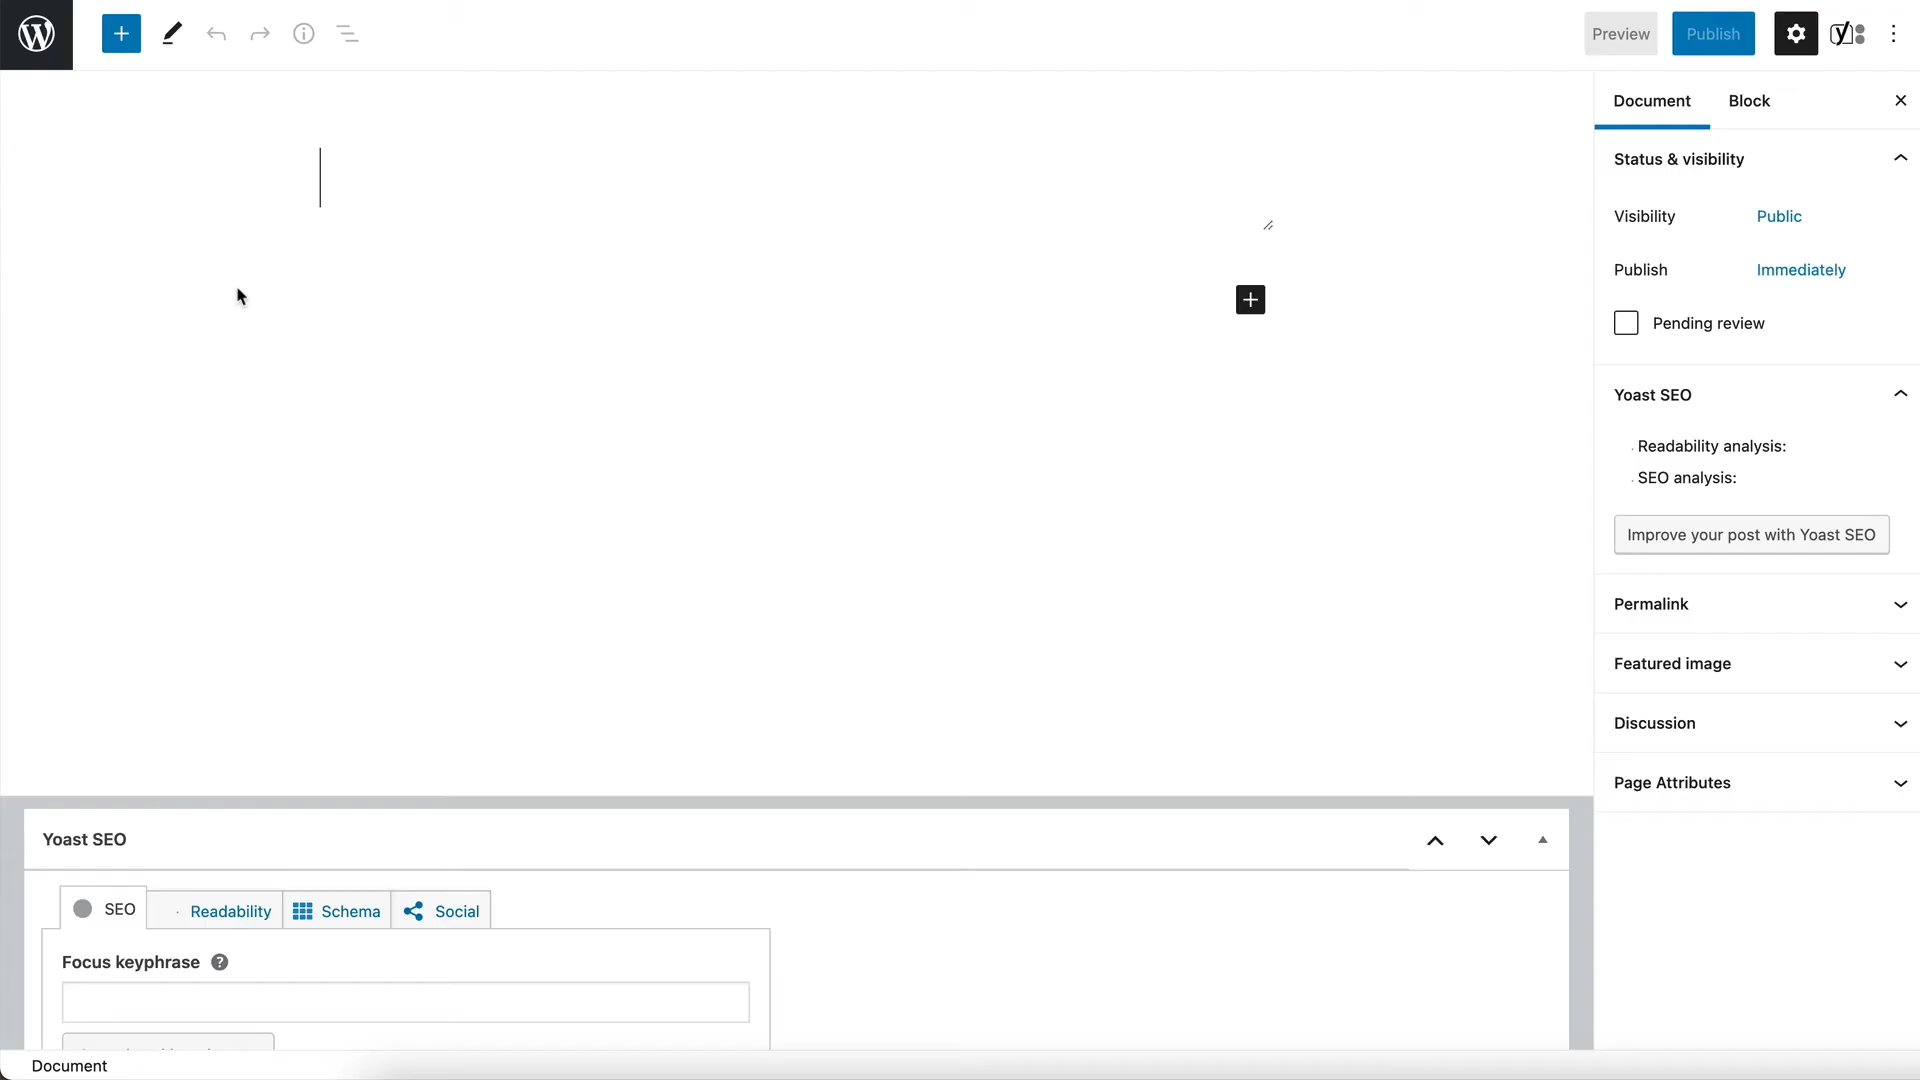 Preview
Publish
Document
Block
Status & visibility
Visibility
Public
Publish
Immediately
Pending review
Yoast SEO
Readability analysis:
SEO analysis:
Improve your post with Yoast SEO
Permalink
Featured image
Discussion
Page Attributes
Yoast SEO
SEO
Readability
Schema
Social
Focus keyphrase
Document